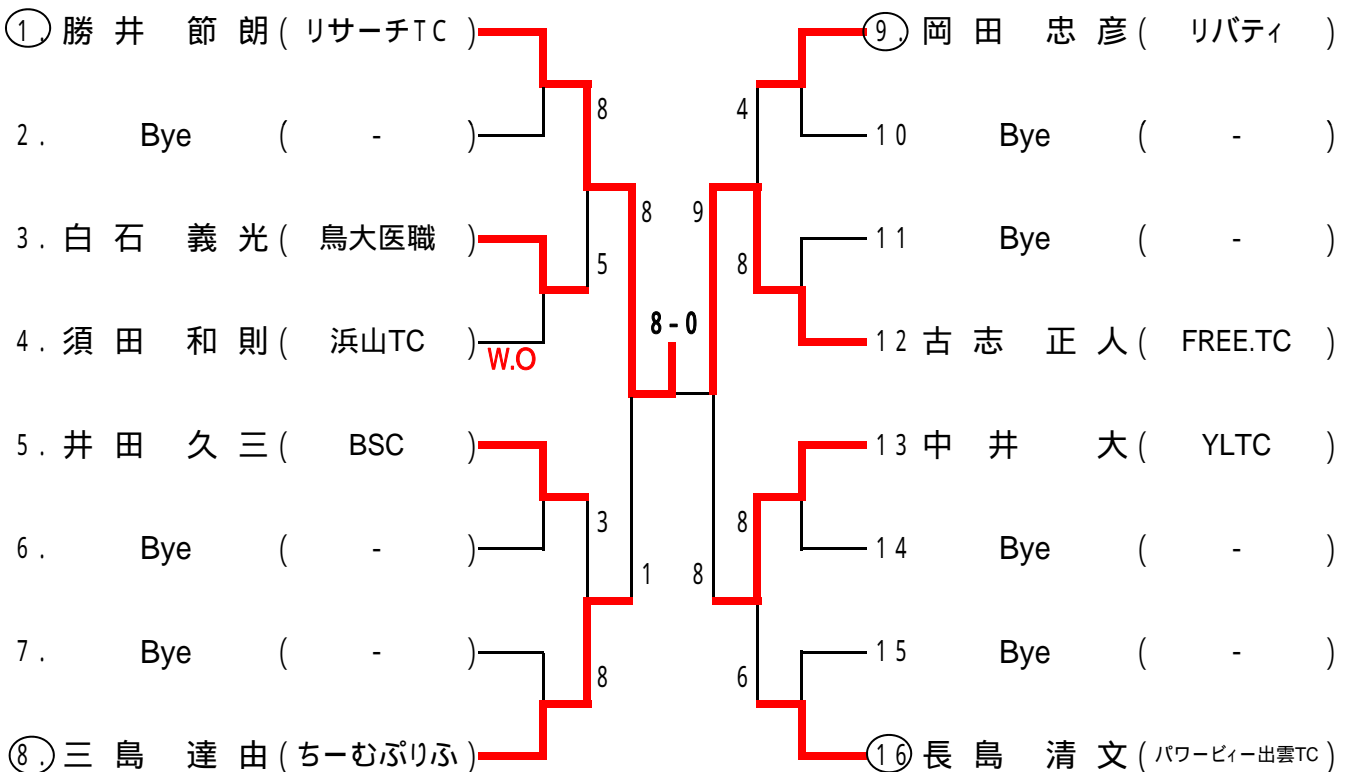 1. 勝井 節朗 ( リサーチTC )
2. Bye ( - )
3. 白石 義光 ( 鳥大医職 )
4. 須田 和則 ( 浜山TC )
W.O
5. 井田 久三 ( BSC )
6. Bye ( - )
7. Bye ( - )
8. 三島 達由 ( ちーむぷりふ )
8
5
3
8
8
1
8-0
9
8
4
8
8
6
9. 岡田 忠彦 ( リバティ )
10 Bye ( - )
11 Bye ( - )
12 古志 正人 ( FREE.TC )
13 中井 大 ( YLTC )
14 Bye ( - )
15 Bye ( - )
16 長島 清文 ( パワービィー出雲TC )